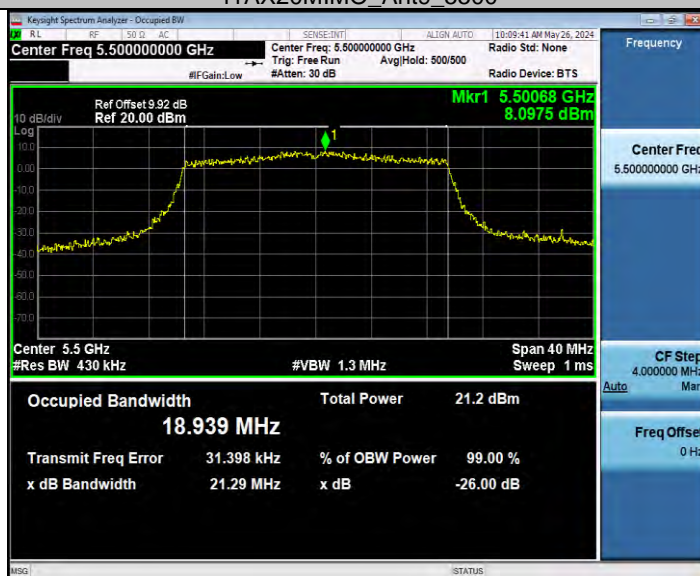 11AX20MIMO_Ant0_5500
Keysight Spectrum Analyzer - Occupied BW
RL RF 50 Ω AC SENSE:INT ALIGN AUTO 10:09:41 AM May 26, 2024
Center Freq 5.500000000 GHz
Center Freq: 5.500000000 GHz Radio Std: None
Trig: Free Run Avg|Hold: 500/500
#IFGain:Low #Atten: 30 dB Radio Device: BTS
Frequency
Mkr1 5.50068 GHz
8.0975 dBm
Ref Offset 9.92 dB
10 dB/div Ref 20.00 dBm
Log
10.0
0.00
-10.0
-20.0
-30.0
-40.0
-50.0
-60.0
-70.0
1
Center 5.5 GHz Span 40 MHz
#Res BW 430 kHz #VBW 1.3 MHz Sweep 1 ms
Occupied Bandwidth Total Power 21.2 dBm
18.939 MHz
Transmit Freq Error 31.398 kHz % of OBW Power 99.00 %
x dB Bandwidth 21.29 MHz x dB -26.00 dB
Center Freq
5.500000000 GHz
CF Step
4.000000 MHz
Auto Man
Freq Offset
0 Hz
MSG STATUS